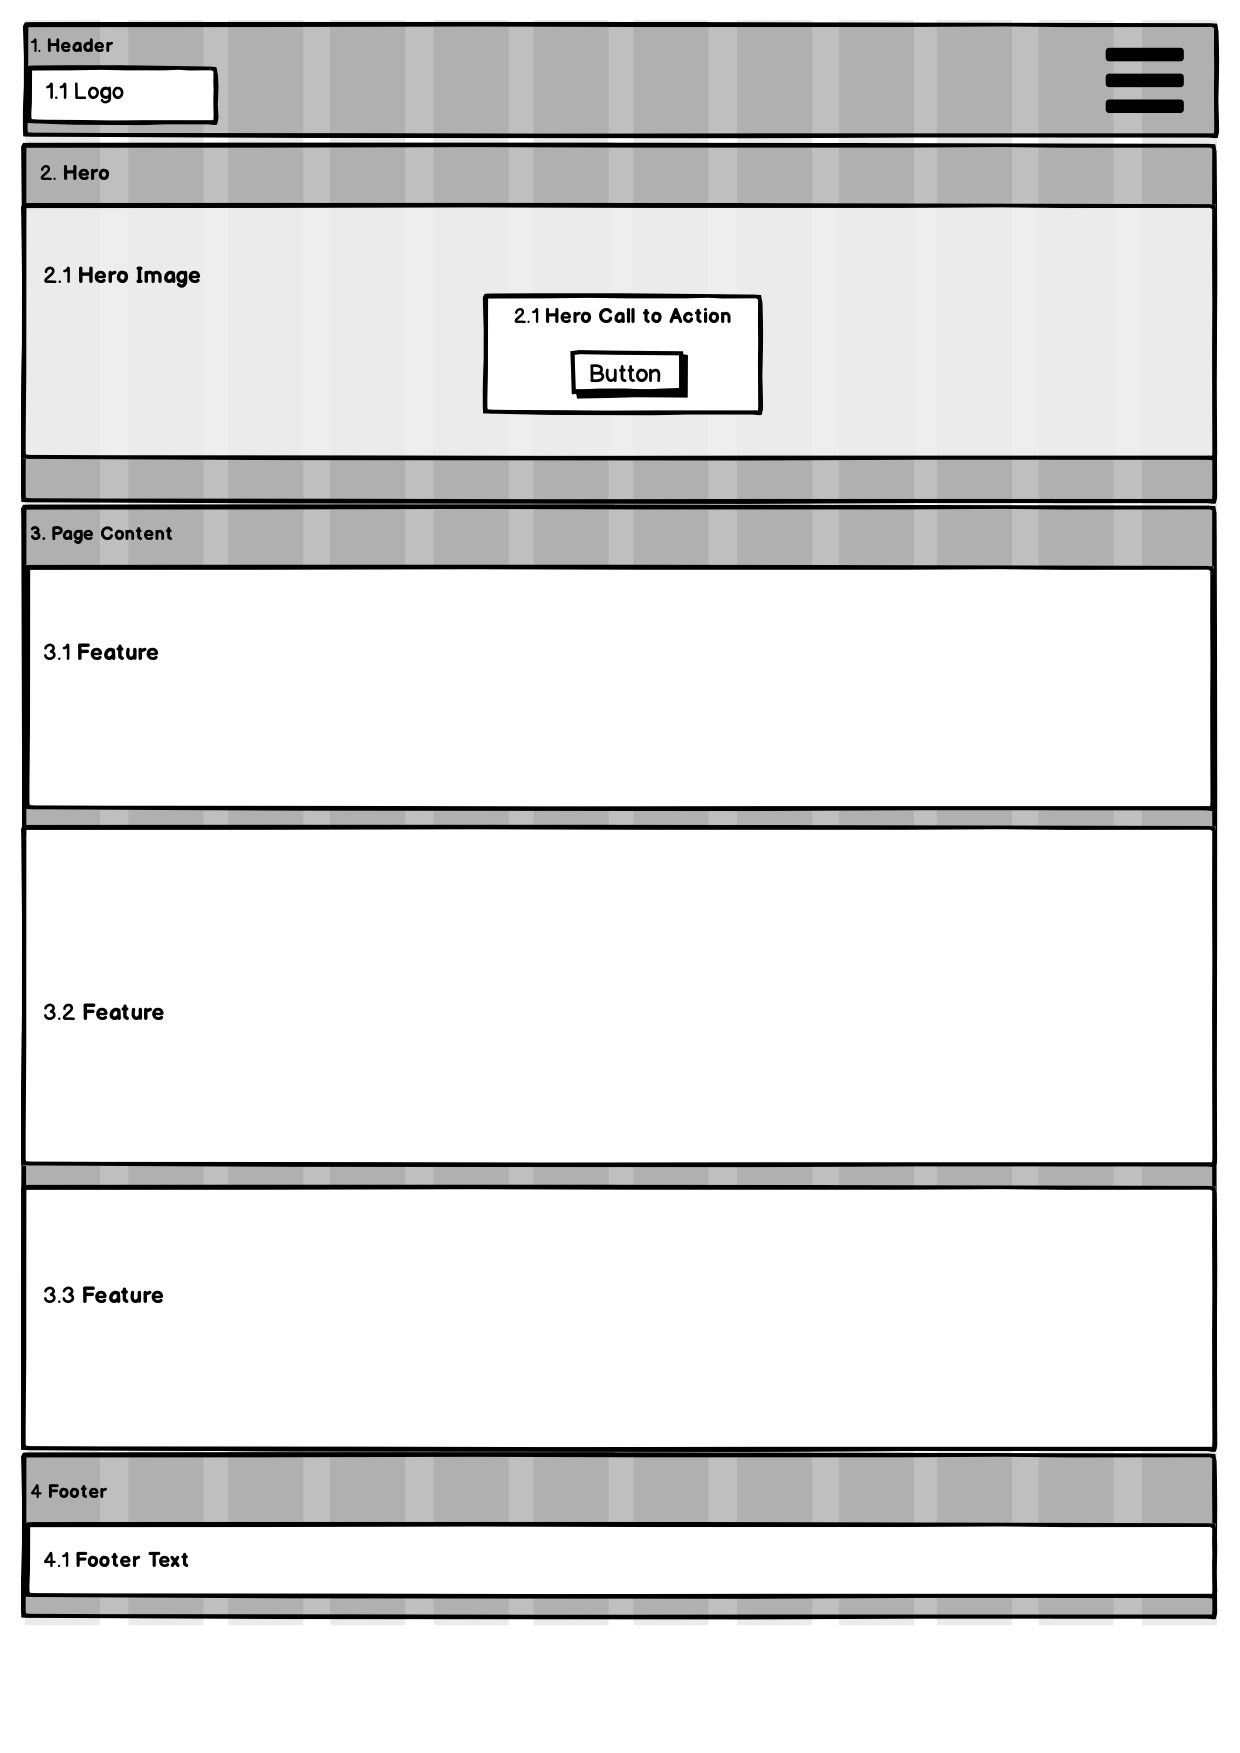 1. Header
1.1 Logo
2. Hero
2.1 Hero Image
2.1 Hero Call to Action
Button
3. Page Content
3.1 Feature
3.2 Feature
3.3 Feature
4 Footer
4.1 Footer Text